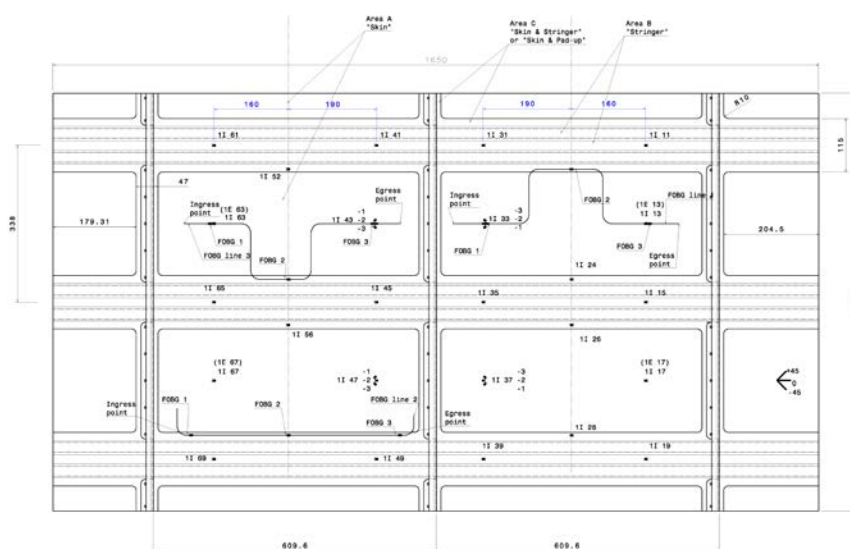 Area A
"Skin"
Area C
"Skin & Stringer"
or "Skin & Pad-up"
Area B
"Stringer"
1650
160
190
190
160
R10
1I 61
1I 41
1I 31
1I 11
115
338
1I 52
47
Ingress
point
(1E 63)
1I 63
-1
1I 43 -2
-3
Egress
point
Ingress
point
-3
1I 33 -2
-1
FOBG 2
(1E 13)
1I 13
FOBG line
179.31
204.5
FOBG 1
FOBG line 3
FOBG 2
FOBG 3
FOBG 1
FOBG 3
Egress
point
1I 24
1I 65
1I 45
1I 35
1I 15
1I 56
1I 26
(1E 67)
1I 67
-1
1I 47 -2
-3
-3
1I 37 -2
-1
(1E 17)
1I 17
+45
0
-45
Ingress
point
FOBG 1
FOBG 2
FOBG line 2
FOBG 3
Egress
point
1I 28
1I 69
1I 49
1I 39
1I 19
609.6
609.6